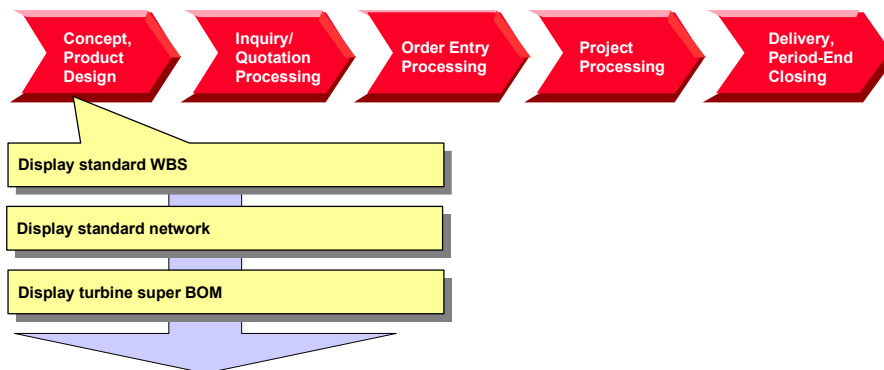 Concept,
Product
Design
Inquiry/
Quotation
Processing
Order Entry
Processing
Project
Processing
Delivery,
Period-End
Closing
Display standard WBS
Display standard network
Display turbine super BOM